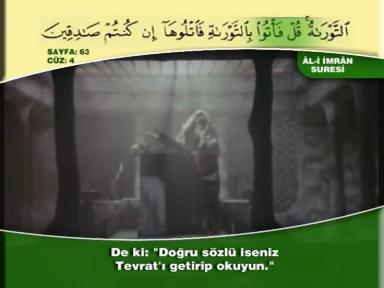 التَّوْرَىٰةُ ۗ قُلْ فَأْتُوا۟ بِالتَّوْرَىٰةِ فَاتْلُوهَآ إِن كُنتُمْ صَٰدِقِينَ
SAYFA: 63
CÜZ: 4
ÂL-İ İMRÂN
SURESİ
De ki: "Doğru sözlü iseniz
Tevrat'ı getirip okuyun."